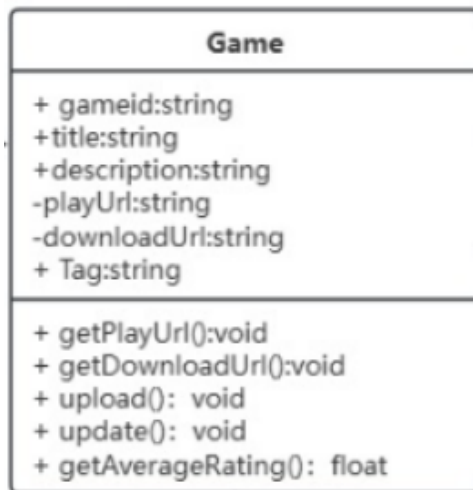 Game
+ gameid:string
+title:string
+description:string
-playUrl:string
-downloadUrl:string
+ Tag:string
+ getPlayUrl():void
+ getDownloadUrl():void
+ upload(): void
+ update(): void
+ getAverageRating(): float